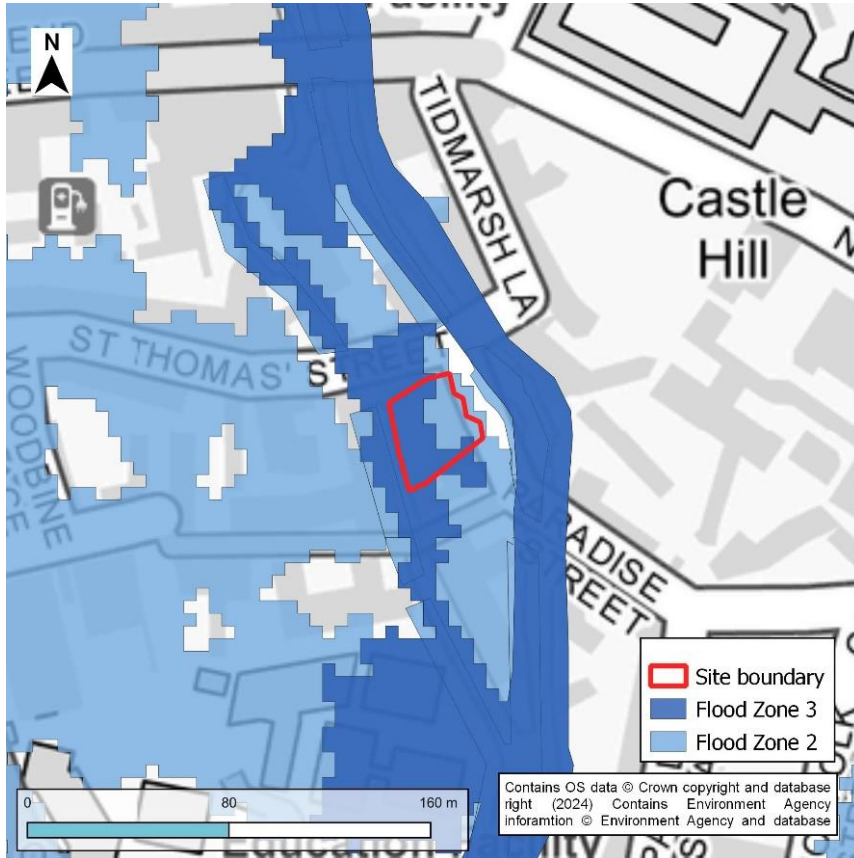 N
END
TIDMARSH LA
Castle
Hill
N
ST THOMAS' STREET
WOODBINE
PARADISE
STREET
Site boundary
Flood Zone 3
Flood Zone 2
0 80 160 m
Contains OS data © Crown copyright and database
right (2024) Contains Environment Agency
inforamtion © Environment Agency and database
Education Facility